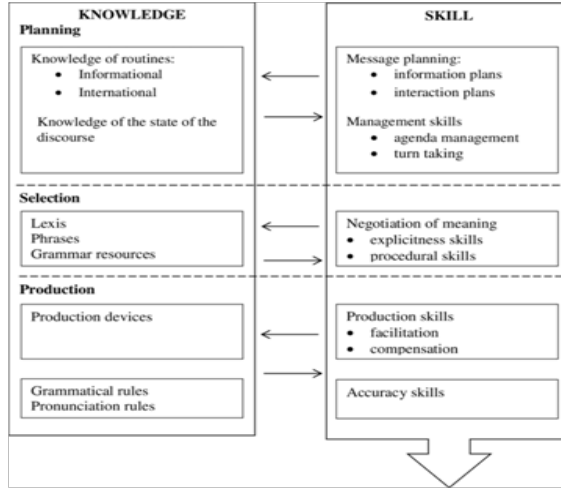 KNOWLEDGE
Planning
Knowledge of routines:
• Informational
• International
Knowledge of the state of the
discourse
SKILL
Message planning:
• information plans
• interaction plans
Management skills
• agenda management
• turn taking
Selection
Lexis
Phrases
Grammar resources
Negotiation of meaning
• explicitness skills
• procedural skills
Production
Production devices
Production skills
• facilitation
• compensation
Grammatical rules
Pronunciation rules
Accuracy skills